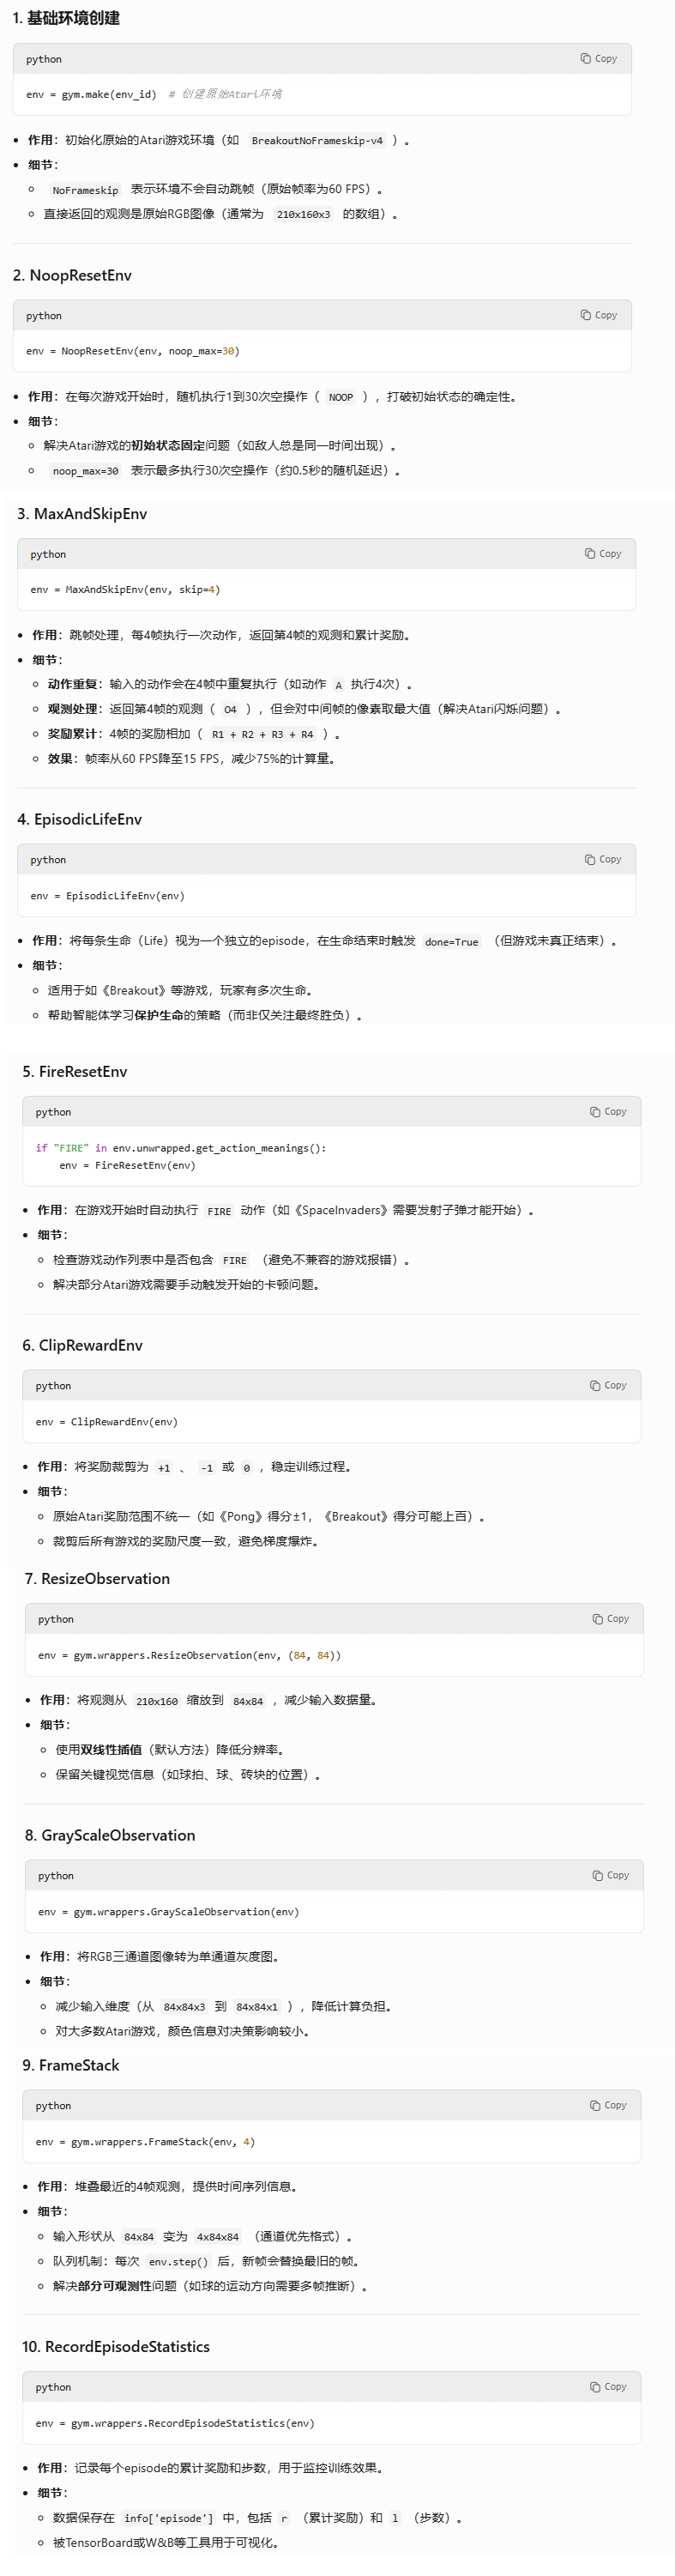 1. 基础环境创建
python
Copy
env = gym.make(env_id)  # 创建原始Atari环境
• 作用：初始化原始的Atari游戏环境（如 BreakoutNoFrameskip-v4 ）。
• 细节：
○ NoFrameskip 表示环境不会自动跳帧（原始帧率为60 FPS）。
○ 直接返回的观测是原始RGB图像（通常为 210x160x3 的数组）。
2. NoopResetEnv
python
Copy
env = NoopResetEnv(env, noop_max=30)
• 作用：在每次游戏开始时，随机执行1到30次空操作（ NOOP ），打破初始状态的确定性。
• 细节：
○ 解决Atari游戏的初始状态固定问题（如敌人总是同一时间出现）。
○ noop_max=30 表示最多执行30次空操作（约0.5秒的随机延迟）。
3. MaxAndSkipEnv
python
Copy
env = MaxAndSkipEnv(env, skip=4)
• 作用：跳帧处理，每4帧执行一次动作，返回第4帧的观测和累计奖励。
• 细节：
○ 动作重复：输入的动作会在4帧中重复执行（如动作 A 执行4次）。
○ 观测处理：返回第4帧的观测（ O4 ），但会对中间帧的像素取最大值（解决Atari闪烁问题）。
○ 奖励累计：4帧的奖励相加（ R1 + R2 + R3 + R4 ）。
○ 效果：帧率从60 FPS降至15 FPS，减少75%的计算量。
4. EpisodicLifeEnv
python
Copy
env = EpisodicLifeEnv(env)
• 作用：将每条生命（Life）视为一个独立的episode，在生命结束时触发 done=True （但游戏未真正结束）。
• 细节：
○ 适用于如《Breakout》等游戏，玩家有多次生命。
○ 帮助智能体学习保护生命的策略（而非仅关注最终胜负）。
5. FireResetEnv
python
Copy
if "FIRE" in env.unwrapped.get_action_meanings():
    env = FireResetEnv(env)
• 作用：在游戏开始时自动执行 FIRE 动作（如《SpaceInvaders》需要发射子弹才能开始）。
• 细节：
○ 检查游戏动作列表中是否包含 FIRE （避免不兼容的游戏报错）。
○ 解决部分Atari游戏需要手动触发开始的卡顿问题。
6. ClipRewardEnv
python
Copy
env = ClipRewardEnv(env)
• 作用：将奖励裁剪为 +1 、 -1 或 0 ，稳定训练过程。
• 细节：
○ 原始Atari奖励范围不统一（如《Pong》得分±1，《Breakout》得分可能上百）。
○ 裁剪后所有游戏的奖励尺度一致，避免梯度爆炸。
7. ResizeObservation
python
Copy
env = gym.wrappers.ResizeObservation(env, (84, 84))
• 作用：将观测从 210x160 缩放到 84x84 ，减少输入数据量。
• 细节：
○ 使用双线性插值（默认方法）降低分辨率。
○ 保留关键视觉信息（如球拍、球、砖块的位置）。
8. GrayScaleObservation
python
Copy
env = gym.wrappers.GrayScaleObservation(env)
• 作用：将RGB三通道图像转为单通道灰度图。
• 细节：
○ 减少输入维度（从 84x84x3 到 84x84x1 ），降低计算负担。
○ 对大多数Atari游戏，颜色信息对决策影响较小。
9. FrameStack
python
Copy
env = gym.wrappers.FrameStack(env, 4)
• 作用：堆叠最近的4帧观测，提供时间序列信息。
• 细节：
○ 输入形状从 84x84 变为 4x84x84 （通道优先格式）。
○ 队列机制：每次 env.step() 后，新帧会替换最旧的帧。
○ 解决部分可观测性问题（如球的运动方向需要多帧推断）。
10. RecordEpisodeStatistics
python
Copy
env = gym.wrappers.RecordEpisodeStatistics(env)
• 作用：记录每个episode的累计奖励和步数，用于监控训练效果。
• 细节：
○ 数据保存在 info['episode'] 中，包括 r （累计奖励）和 l （步数）。
○ 被TensorBoard或W&B等工具用于可视化。